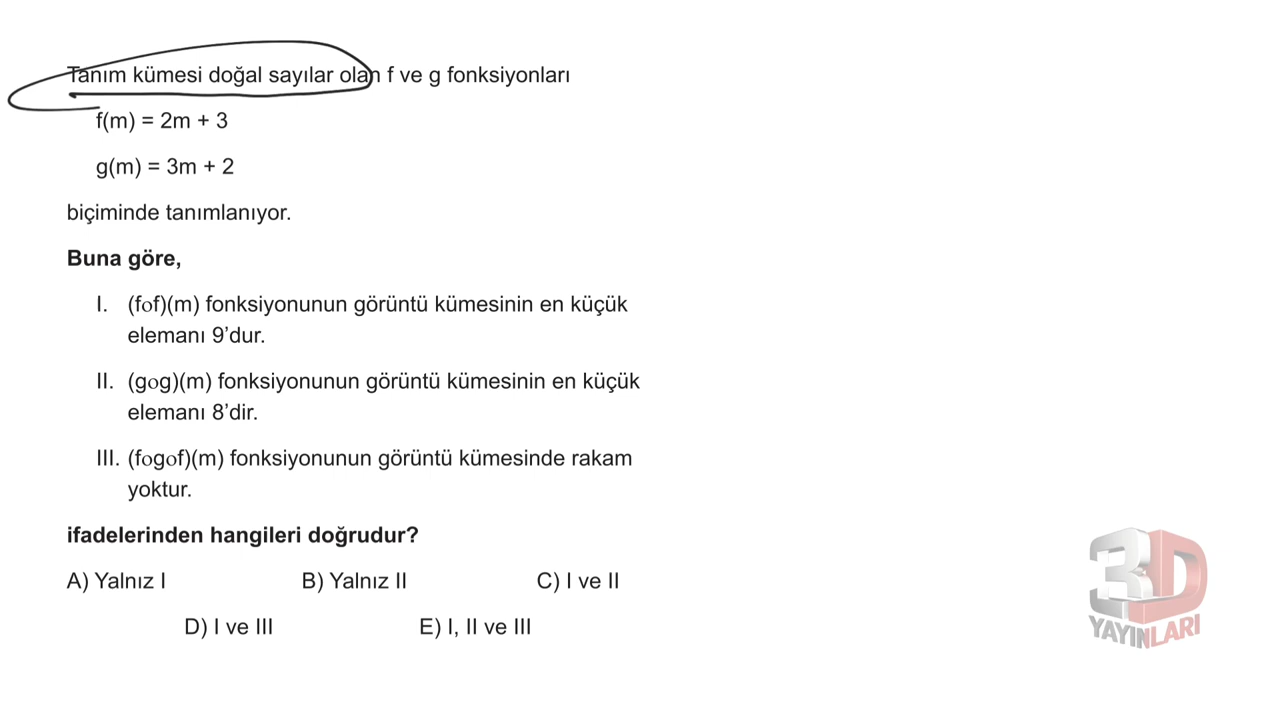 Tanım kümesi doğal sayılar olan f ve g fonksiyonları
f(m) = 2m + 3
g(m) = 3m + 2
biçiminde tanımlanıyor.
Buna göre,
I. (fof)(m) fonksiyonunun görüntü kümesinin en küçük
elemanı 9’dur.
II. (gog)(m) fonksiyonunun görüntü kümesinin en küçük
elemanı 8’dir.
III. (fogof)(m) fonksiyonunun görüntü kümesinde rakam
yoktur.
ifadelerinden hangileri doğrudur?
A) Yalnız I B) Yalnız II C) I ve II
D) I ve III E) I, II ve III
3D
YAYINLARI